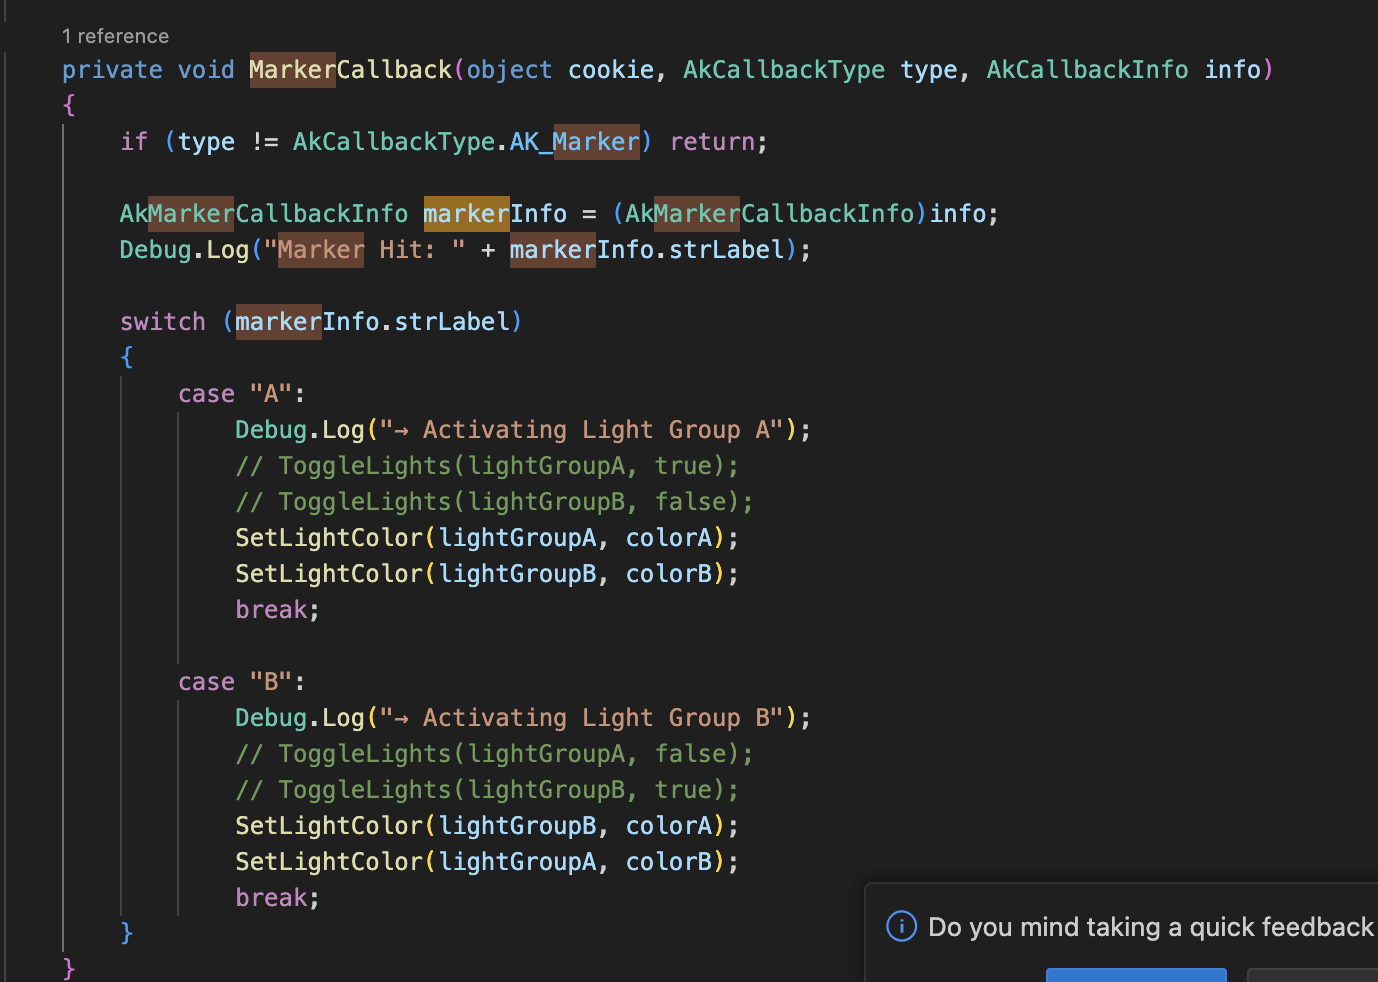 1 reference
private void MarkerCallback(object cookie, AkCallbackType type, AkCallbackInfo info)
{
if (type != AkCallbackType.AK_Marker) return;
AkMarkerCallbackInfo markerInfo = (AkMarkerCallbackInfo)info;
Debug.Log("Marker Hit: " + markerInfo.strLabel);
switch (markerInfo.strLabel)
{
case "A":
Debug.Log("→ Activating Light Group A");
// ToggleLights(lightGroupA, true);
// ToggleLights(lightGroupB, false);
SetLightColor(lightGroupA, colorA);
SetLightColor(lightGroupB, colorB);
break;
case "B":
Debug.Log("→ Activating Light Group B");
// ToggleLights(lightGroupA, false);
// ToggleLights(lightGroupB, true);
SetLightColor(lightGroupB, colorA);
SetLightColor(lightGroupA, colorB);
break;
}
}
Do you mind taking a quick feedback